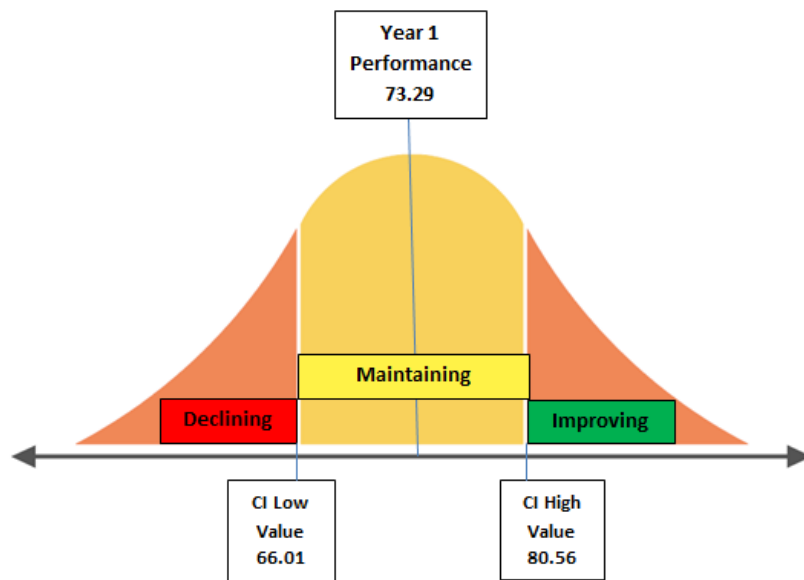 Year 1
Performance
73.29
Maintaining
Declining
Improving
CI Low
Value
66.01
CI High
Value
80.56